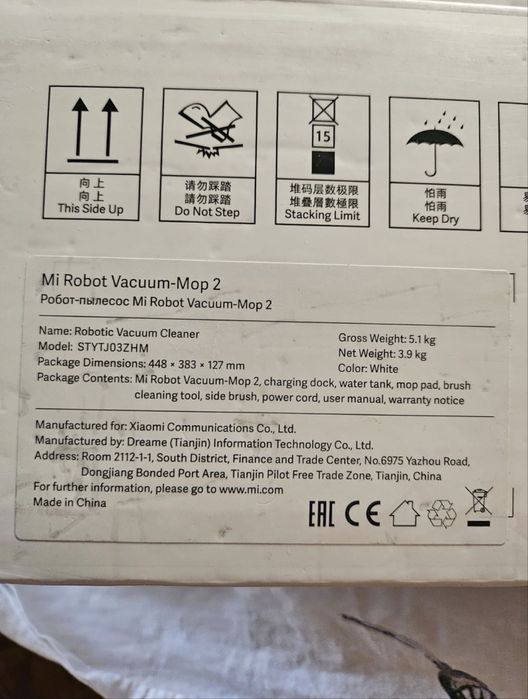 向上
向上
This Side Up
请勿踩踏
請勿踩踏
Do Not Step
15
堆码层数极限
堆疊層數極限
Stacking Limit
怕雨
怕雨
Keep Dry
Mi Robot Vacuum-Mop 2
Робот-пылесос Mi Robot Vacuum-Mop 2
Name: Robotic Vacuum Cleaner
Model: STYTJ03ZHM
Package Dimensions: 448 × 383 × 127 mm
Gross Weight: 5.1 kg
Net Weight: 3.9 kg
Color: White
Package Contents: Mi Robot Vacuum-Mop 2, charging dock, water tank, mop pad, brush
cleaning tool, side brush, power cord, user manual, warranty notice
Manufactured for: Xiaomi Communications Co., Ltd.
Manufactured by: Dreame (Tianjin) Information Technology Co., Ltd.
Address: Room 2112-1-1, South District, Finance and Trade Center, No.6975 Yazhou Road,
Dongjiang Bonded Port Area, Tianjin Pilot Free Trade Zone, Tianjin, China
For further information, please go to www.mi.com
Made in China
EAC CE